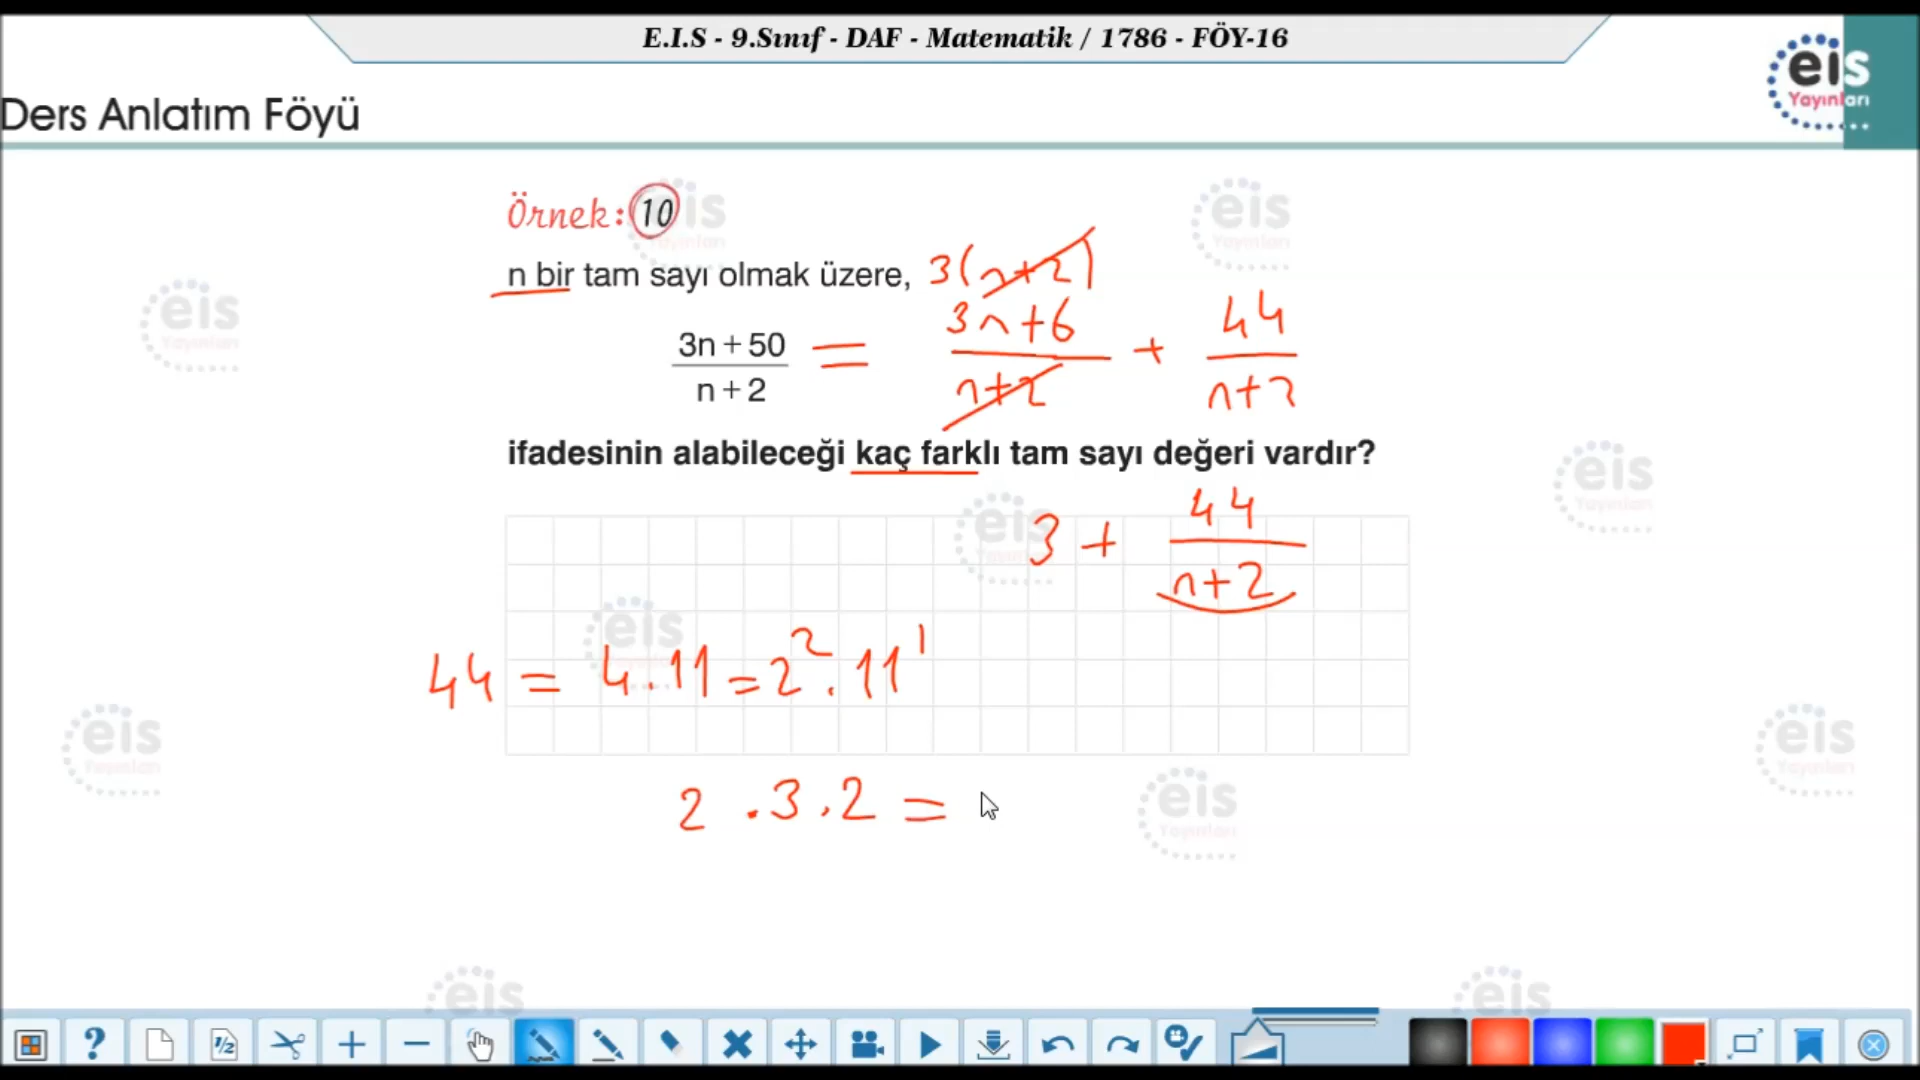 E.I.S - 9.Sınıf - DAF - Matematik / 1786 - FÖY-16
eis
Yayınları
Ders Anlatım Föyü
Örnek: 10
n bir tam sayı olmak üzere, 3(n+2)
3n+50 / n+2 = 3n+6 / n+2 + 44 / n+2
ifadesinin alabileceği kaç farklı tam sayı değeri vardır?
3 + 44 / n+2
44 = 4.11 = 2² . 11¹
2 . 3 . 2 =